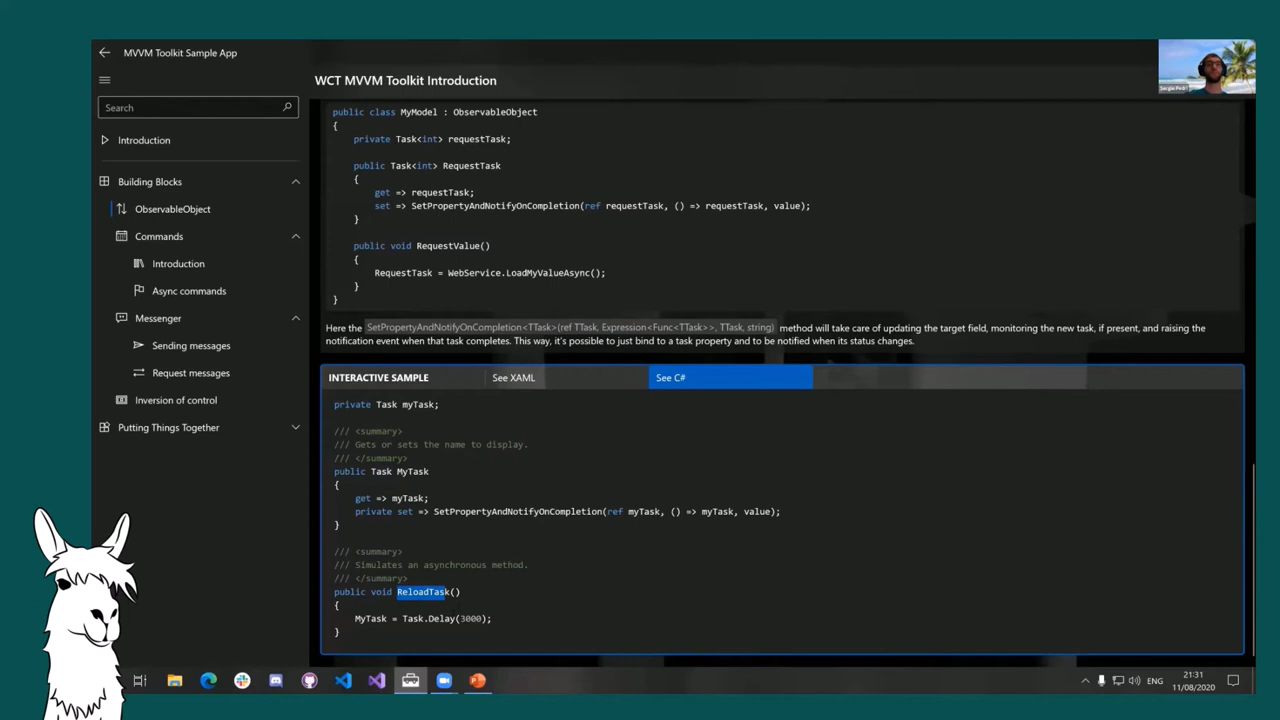 MVVM Toolkit Sample App
WCT MVVM Toolkit Introduction
Search
Introduction
Building Blocks
ObservableObject
Commands
Introduction
Async commands
Messenger
Sending messages
Request messages
Inversion of control
Putting Things Together
public class MyModel : ObservableObject
{
private Task<int> requestTask;
public Task<int> RequestTask
{
get => requestTask;
set => SetPropertyAndNotifyOnCompletion(ref requestTask, () => requestTask, value);
}
public void RequestValue()
{
RequestTask = WebService.LoadMyValueAsync();
}
}
Here the SetPropertyAndNotifyOnCompletion<TTask>(ref TTask, Expression<Func<TTask>>, TTask, string) method will take care of updating the target field, monitoring the new task, if present, and raising the
notification event when that task completes. This way, it's possible to just bind to a task property and to be notified when its status changes.
INTERACTIVE SAMPLE See XAML See C#
private Task myTask;
/// <summary>
/// Gets or sets the name to display.
/// </summary>
public Task MyTask
{
get => myTask;
private set => SetPropertyAndNotifyOnCompletion(ref myTask, () => myTask, value);
}
/// <summary>
/// Simulates an asynchronous method.
/// </summary>
public void ReloadTask()
{
MyTask = Task.Delay(3000);
}
Sergio Pedri
ENG
21:31
11/08/2020